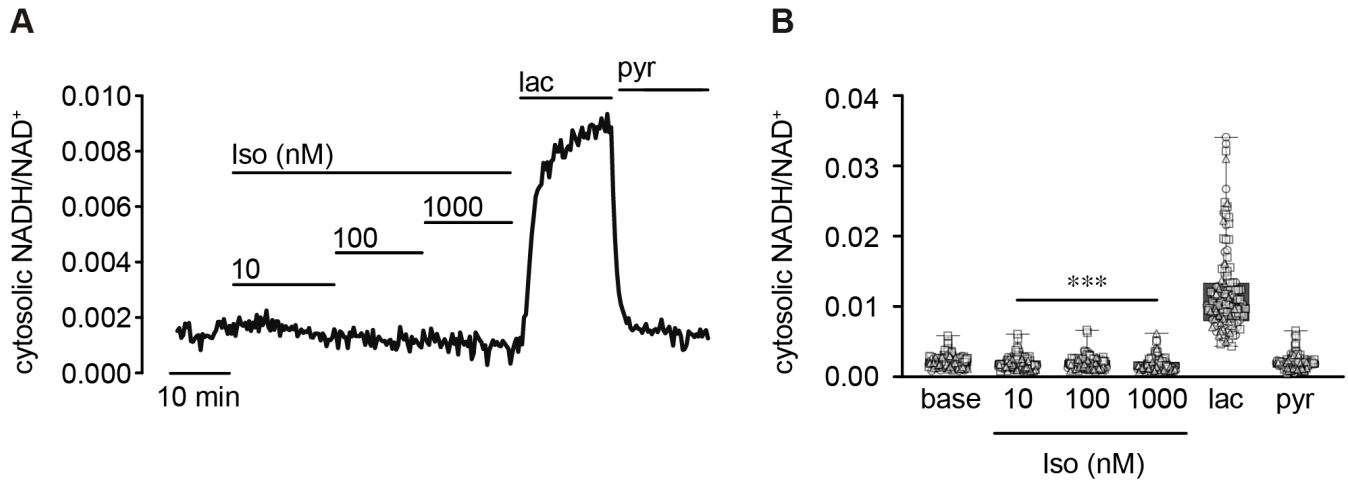 A
cytosolic NADH/NAD⁺
0.010
0.008
0.006
0.004
0.002
0.000
lac
pyr
Iso (nM)
1000
100
10
10 min
B
cytosolic NADH/NAD⁺
0.04
0.03
0.02
0.01
0.00
***
base 10 100 1000 lac pyr
Iso (nM)